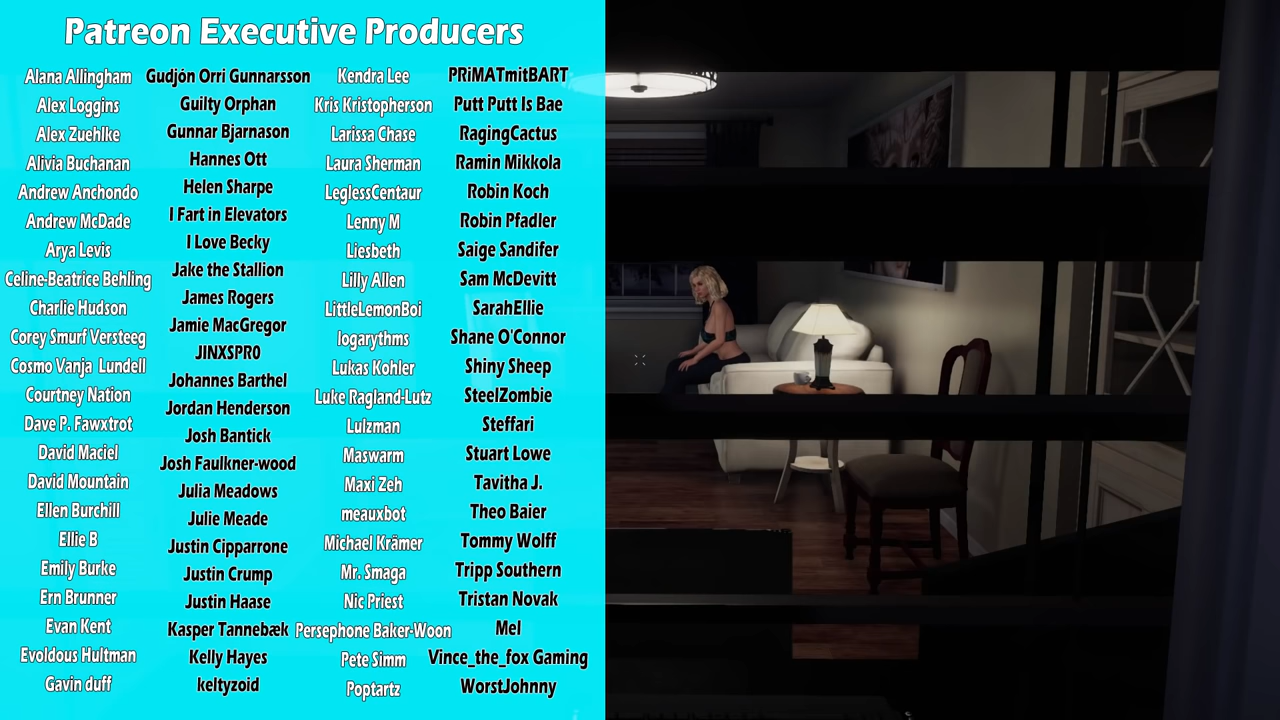 Patreon Executive Producers
Alana Allingham
Alex Loggins
Alex Zuehlke
Alivia Buchanan
Andrew Anchondo
Andrew McDade
Arya Levis
Celine-Beatrice Behling
Charlie Hudson
Corey Smurf Versteeg
Cosmo Vanja Lundell
Courtney Nation
Dave P. Fawxtrot
David Maciel
David Mountain
Ellen Burchill
Ellie B
Emily Burke
Ern Brunner
Evan Kent
Evoldous Hultman
Gavin duff
Gudjón Orri Gunnarsson
Guilty Orphan
Gunnar Bjarnason
Hannes Ott
Helen Sharpe
I Fart in Elevators
I Love Becky
Jake the Stallion
James Rogers
Jamie MacGregor
JINXSPR0
Johannes Barthel
Jordan Henderson
Josh Bantick
Josh Faulkner-wood
Julia Meadows
Julie Meade
Justin Cipparrone
Justin Crump
Justin Haase
Kasper Tannebæk
Kelly Hayes
keltyzoid
Kendra Lee
Kris Kristopherson
Larissa Chase
Laura Sherman
LeglessCentaur
Lenny M
Liesbeth
Lilly Allen
LittleLemonBoi
logarythms
Lukas Kohler
Luke Ragland-Lutz
Lulzman
Maswarm
Maxi Zeh
meauxbot
Michael Krämer
Mr. Smaga
Nic Priest
Persephone Baker-Woon
Pete Simm
Poptartz
PRiMATmitBART
Putt Putt Is Bae
RagingCactus
Ramin Mikkola
Robin Koch
Robin Pfadler
Saige Sandifer
Sam McDevitt
SarahEllie
Shane O'Connor
Shiny Sheep
SteelZombie
Steffari
Stuart Lowe
Tavitha J.
Theo Baier
Tommy Wolff
Tripp Southern
Tristan Novak
Mel
Vince_the_fox Gaming
WorstJohnny